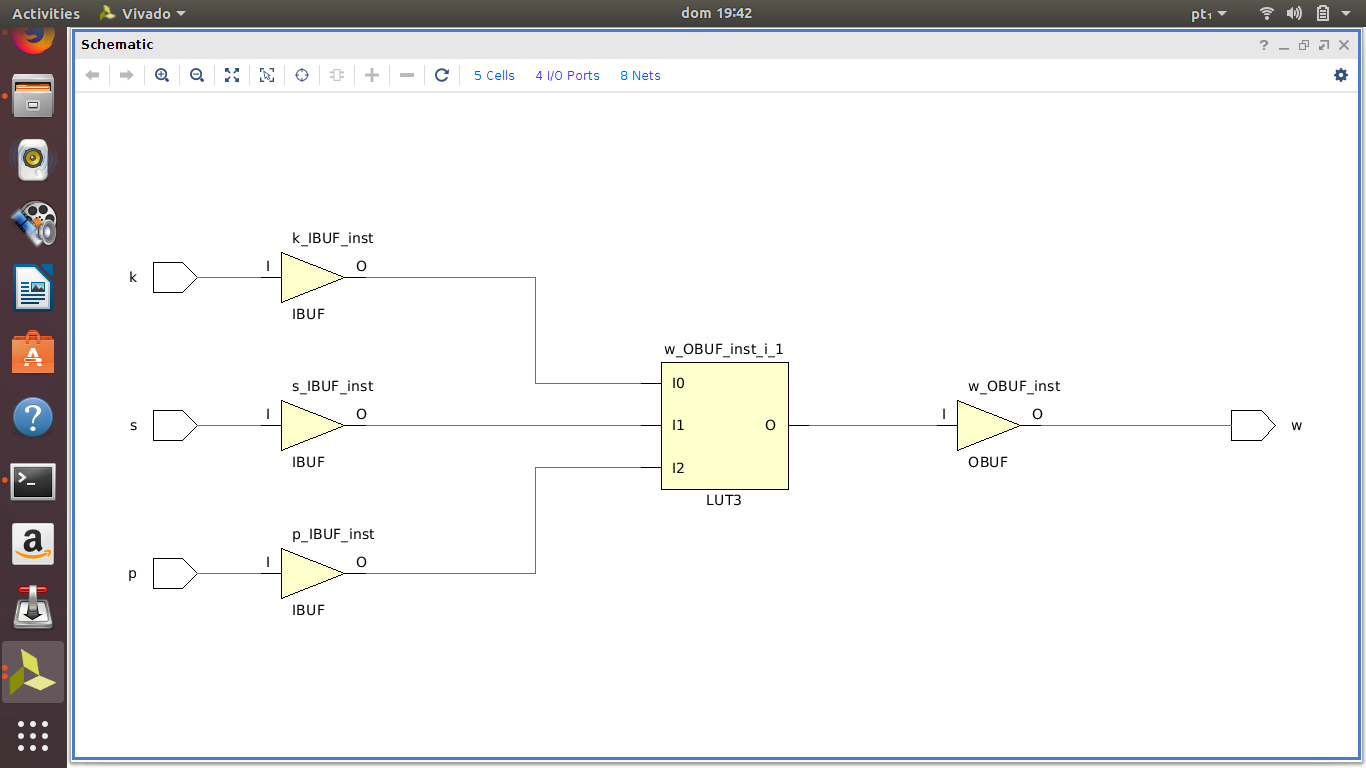 Activities Vivado dom 19:42 pt₁
Schematic
5 Cells 4 I/O Ports 8 Nets
k_IBUF_inst
k I O
IBUF
w_OBUF_inst_i_1
I0
s_IBUF_inst w_OBUF_inst
s I O I1 O I O w
IBUF OBUF
I2
LUT3
p_IBUF_inst
p I O
IBUF